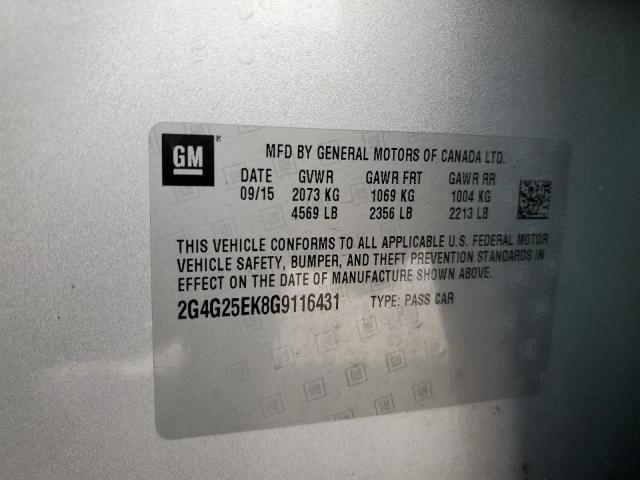 GM ®
MFD BY GENERAL MOTORS OF CANADA LTD.
DATE GVWR GAWR FRT GAWR RR
09/15 2073 KG 1069 KG 1004 KG
4569 LB 2356 LB 2213 LB
THIS VEHICLE CONFORMS TO ALL APPLICABLE U.S. FEDERAL MOTOR
VEHICLE SAFETY, BUMPER, AND THEFT PREVENTION STANDARDS IN
EFFECT ON THE DATE OF MANUFACTURE SHOWN ABOVE.
2G4G25EK8G9116431 TYPE: PASS CAR